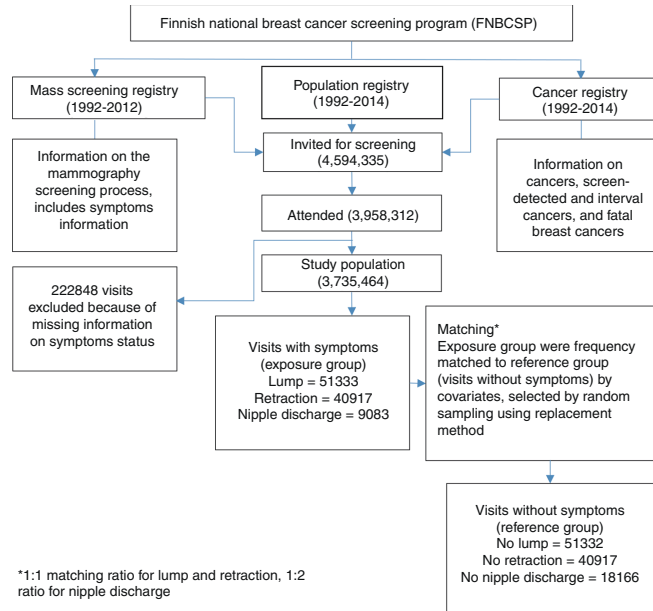 Finnish national breast cancer screening program (FNBCSP)
Mass screening registry
(1992-2012)
Population registry
(1992-2014)
Cancer registry
(1992-2014)
Invited for screening
(4,594,335)
Information on the
mammography
screening process,
includes symptoms
information
Information on
cancers, screen-
detected and interval
cancers, and fatal
breast cancers
Attended (3,958,312)
Study population
(3,735,464)
222848 visits
excluded because of
missing information
on symptoms status
Visits with symptoms
(exposure group)
Lump = 51333
Retraction = 40917
Nipple discharge = 9083
Matching*
Exposure group were frequency
matched to reference group
(visits without symptoms) by
covariates, selected by random
sampling using replacement
method
Visits without symptoms
(reference group)
No lump = 51332
No retraction = 40917
No nipple discharge = 18166
*1:1 matching ratio for lump and retraction, 1:2
ratio for nipple discharge